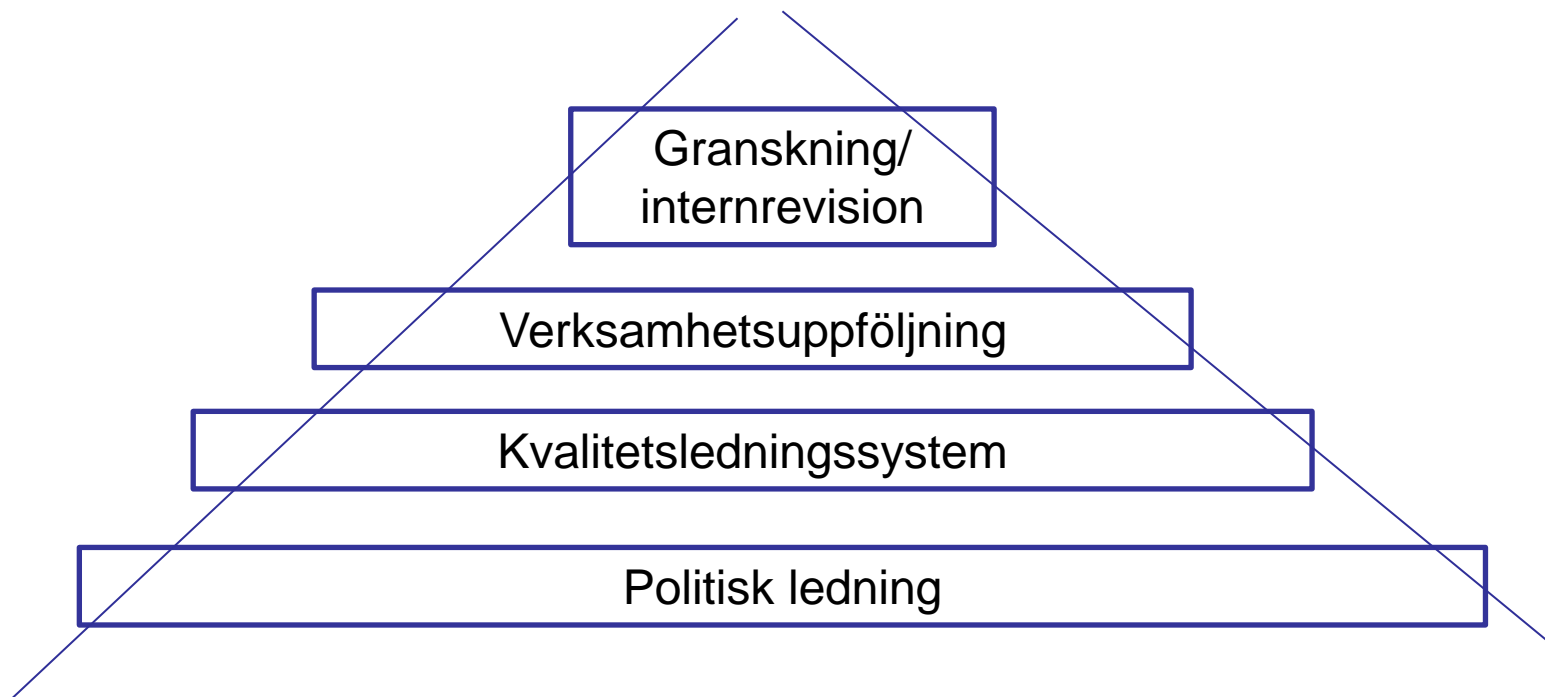 Granskning/
internrevision
Verksamhetsuppföljning
Kvalitetsledningssystem
Politisk ledning